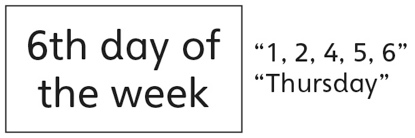 6th day of
the week
“1, 2, 4, 5, 6”
“Thursday”